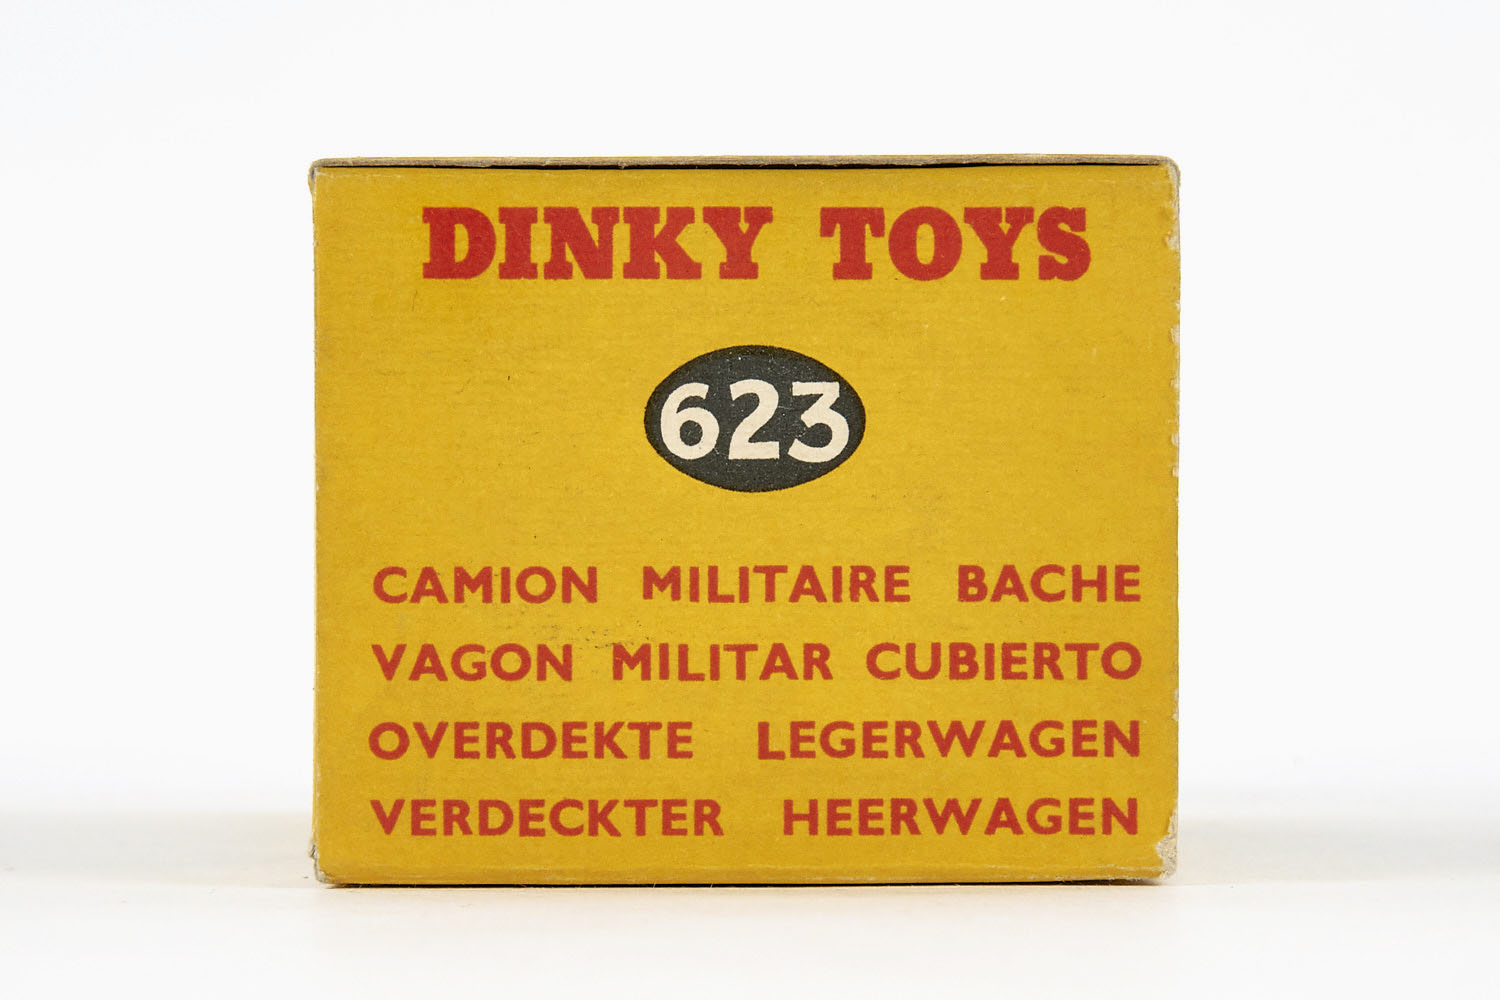 DINKY TOYS
623
CAMION MILITAIRE BACHE
VAGON MILITAR CUBIERTO
OVERDEKTE LEGERWAGEN
VERDECKTER HEERWAGEN